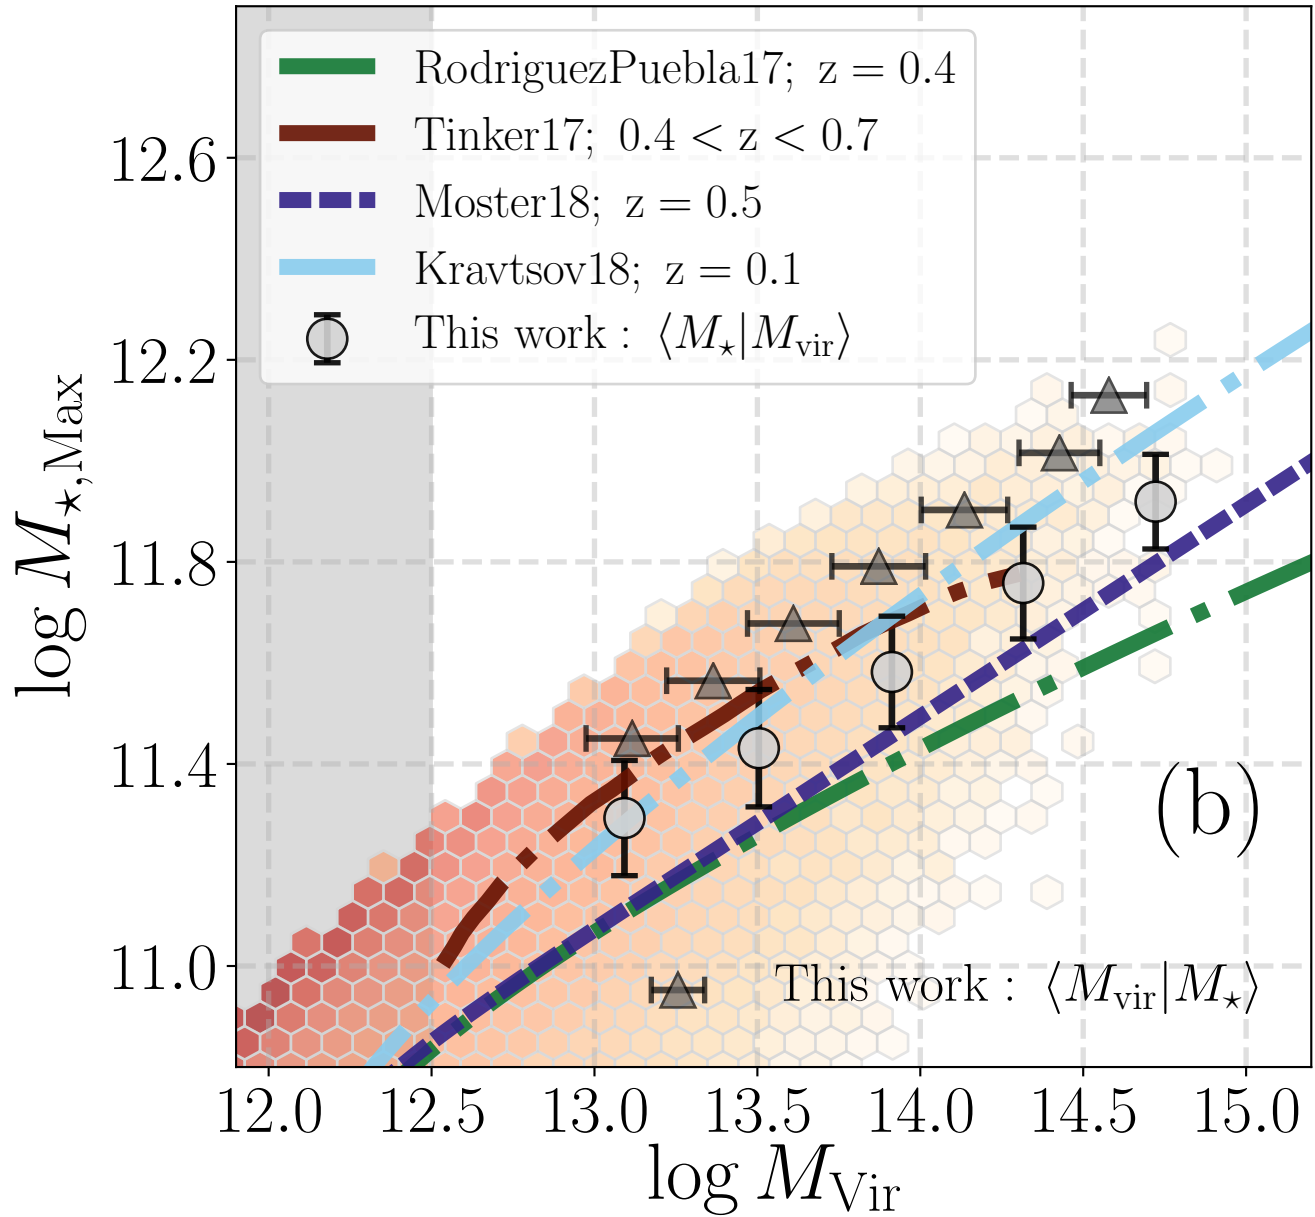 RodriguezPuebla17; z = 0.4
Tinker17; 0.4 < z < 0.7
Moster18; z = 0.5
Kravtsov18; z = 0.1
This work : ⟨M⋆|Mvir⟩
12.6
12.2
11.8
11.4
11.0
log M⋆,Max
(b)
This work : ⟨Mvir|M⋆⟩
12.0 12.5 13.0 13.5 14.0 14.5 15.0
log MVir